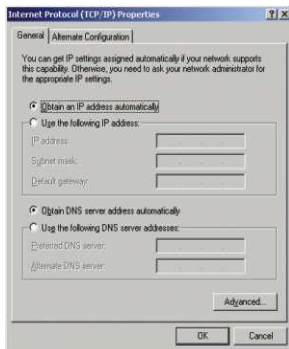 Internet Protocol (TCP/IP) Properties
General Alternate Configuration
You can get IP settings assigned automatically if your network supports
this capability. Otherwise, you need to ask your network administrator for
the appropriate IP settings.
Obtain an IP address automatically
Use the following IP address:
IP address:
Subnet mask:
Default gateway:
Obtain DNS server address automatically
Use the following DNS server addresses:
Preferred DNS server:
Alternate DNS server:
Advanced...
OK Cancel